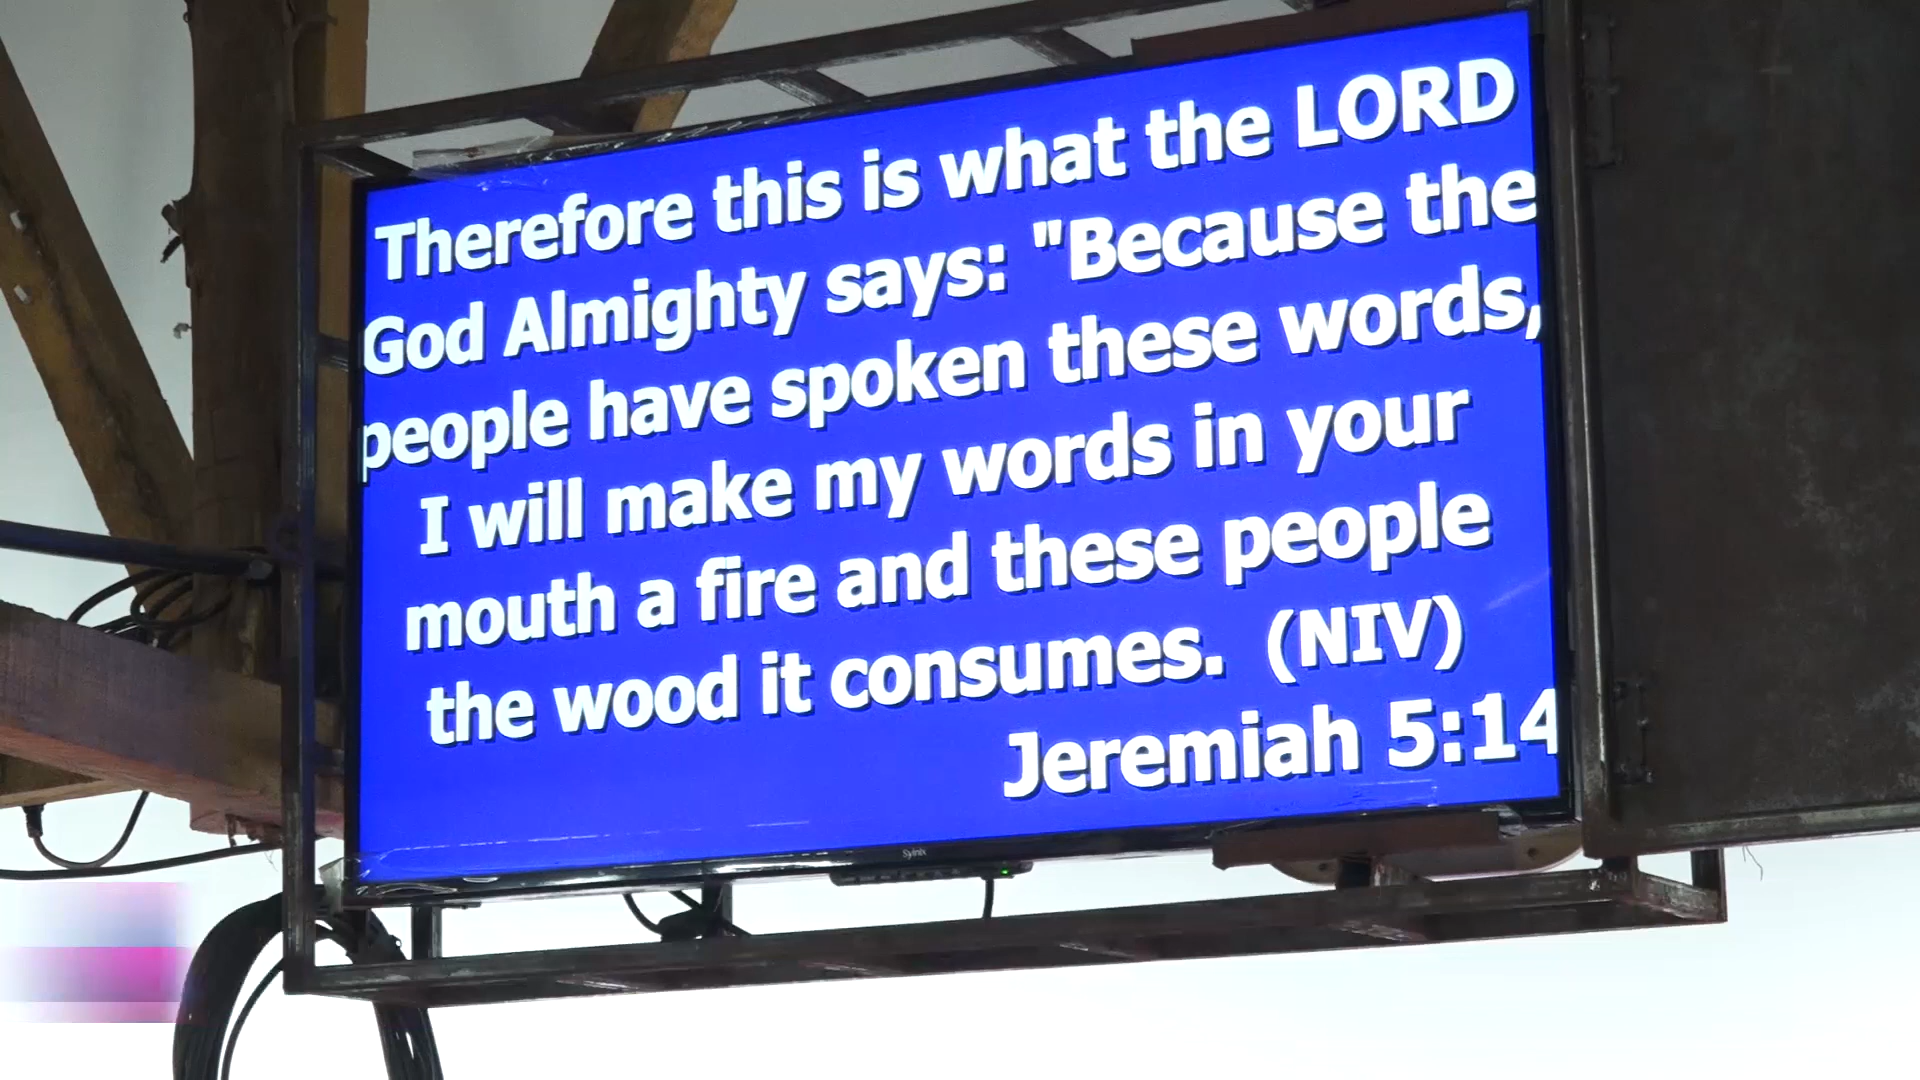 Therefore this is what the LORD
God Almighty says: "Because the
people have spoken these words,
I will make my words in your
mouth a fire and these people
the wood it consumes. (NIV)
Jeremiah 5:14
Syinix